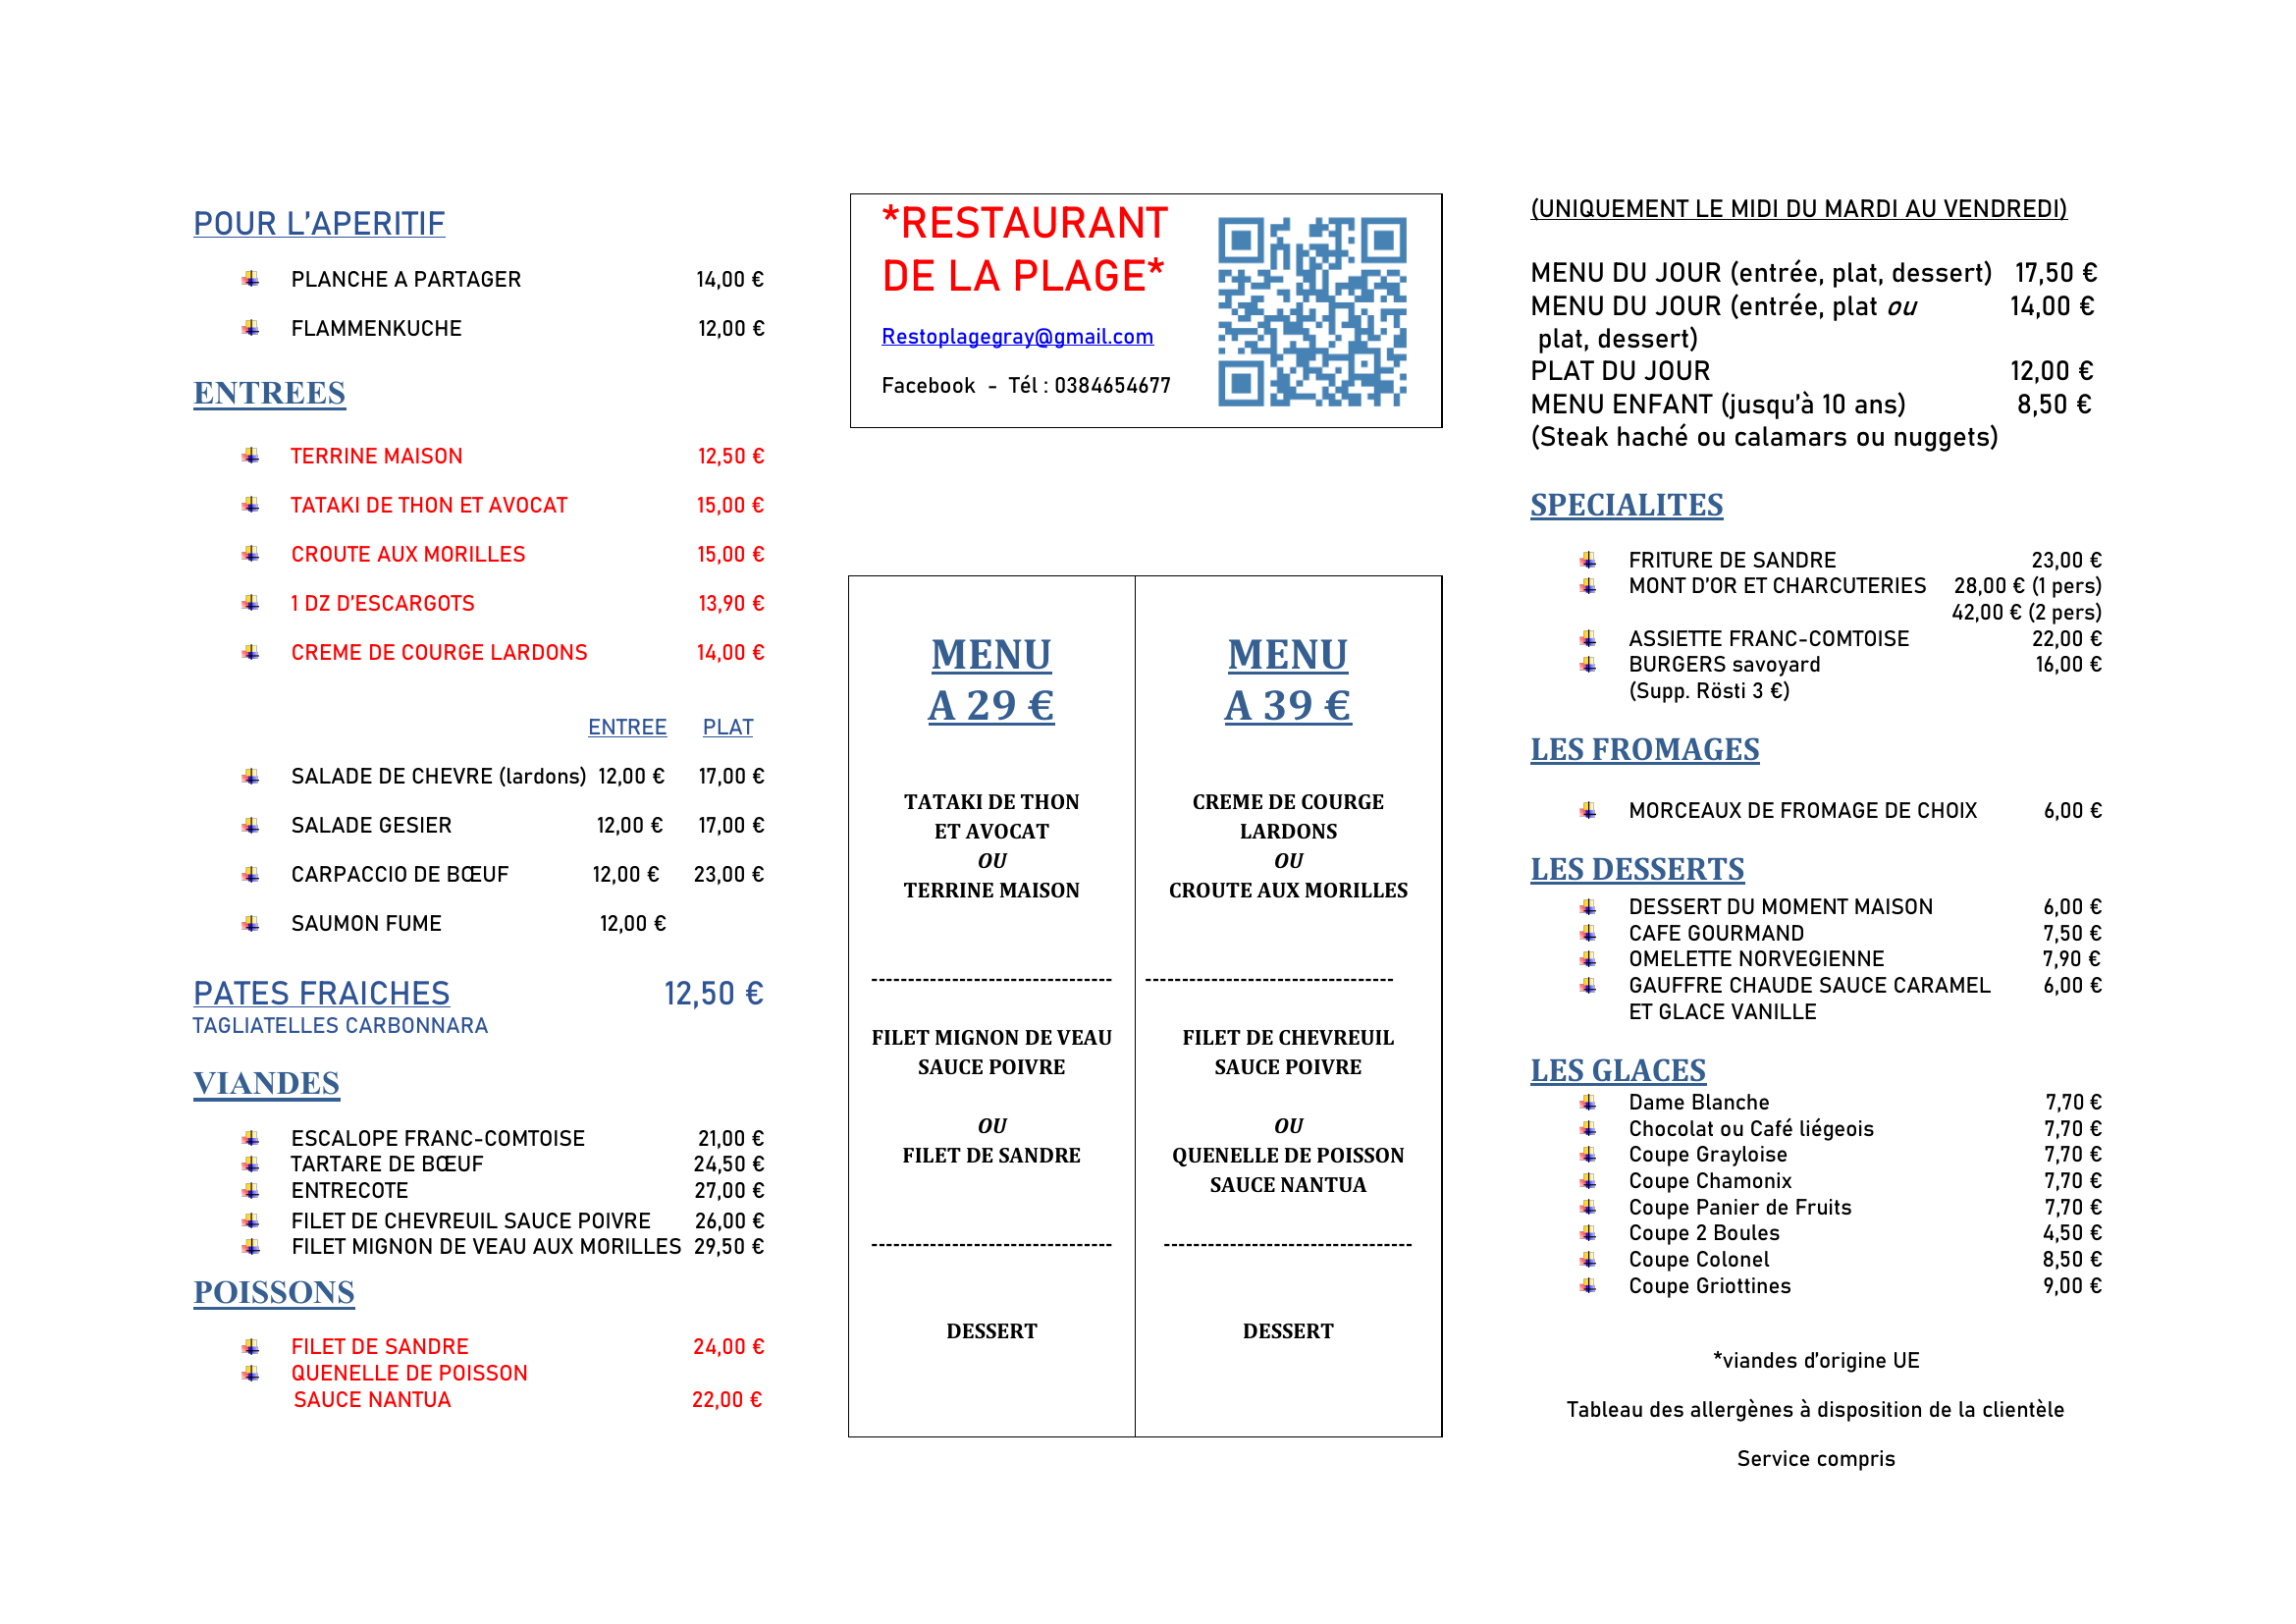 POUR L'APERITIF
PLANCHE A PARTAGER 14,00 €
FLAMMENKUCHE 12,00 €
ENTREES
TERRINE MAISON 12,50 €
TATAKI DE THON ET AVOCAT 15,00 €
CROUTE AUX MORILLES 15,00 €
1 DZ D'ESCARGOTS 13,90 €
CREME DE COURGE LARDONS 14,00 €
ENTREE PLAT
SALADE DE CHEVRE (lardons) 12,00 € 17,00 €
SALADE GESIER 12,00 € 17,00 €
CARPACCIO DE BŒUF 12,00 € 23,00 €
SAUMON FUME 12,00 €
PATES FRAICHES 12,50 €
TAGLIATELLES CARBONNARA
VIANDES
ESCALOPE FRANC-COMTOISE 21,00 €
TARTARE DE BŒUF 24,50 €
ENTRECOTE 27,00 €
FILET DE CHEVREUIL SAUCE POIVRE 26,00 €
FILET MIGNON DE VEAU AUX MORILLES 29,50 €
POISSONS
FILET DE SANDRE 24,00 €
QUENELLE DE POISSON
SAUCE NANTUA 22,00 €
*RESTAURANT
DE LA PLAGE*
Restoplagegray@gmail.com
Facebook - Tél : 0384654677
MENU
A 29 €
TATAKI DE THON
ET AVOCAT
OU
TERRINE MAISON
---------------------------------
FILET MIGNON DE VEAU
SAUCE POIVRE
OU
FILET DE SANDRE
---------------------------------
DESSERT
MENU
A 39 €
CREME DE COURGE
LARDONS
OU
CROUTE AUX MORILLES
----------------------------------
FILET DE CHEVREUIL
SAUCE POIVRE
OU
QUENELLE DE POISSON
SAUCE NANTUA
----------------------------------
DESSERT
(UNIQUEMENT LE MIDI DU MARDI AU VENDREDI)
MENU DU JOUR (entrée, plat, dessert) 17,50 €
MENU DU JOUR (entrée, plat ou 14,00 €
plat, dessert)
PLAT DU JOUR 12,00 €
MENU ENFANT (jusqu'à 10 ans) 8,50 €
(Steak haché ou calamars ou nuggets)
SPECIALITES
FRITURE DE SANDRE 23,00 €
MONT D'OR ET CHARCUTERIES 28,00 € (1 pers)
42,00 € (2 pers)
ASSIETTE FRANC-COMTOISE 22,00 €
BURGERS savoyard 16,00 €
(Supp. Rösti 3 €)
LES FROMAGES
MORCEAUX DE FROMAGE DE CHOIX 6,00 €
LES DESSERTS
DESSERT DU MOMENT MAISON 6,00 €
CAFE GOURMAND 7,50 €
OMELETTE NORVEGIENNE 7,90 €
GAUFFRE CHAUDE SAUCE CARAMEL 6,00 €
ET GLACE VANILLE
LES GLACES
Dame Blanche 7,70 €
Chocolat ou Café liégeois 7,70 €
Coupe Grayloise 7,70 €
Coupe Chamonix 7,70 €
Coupe Panier de Fruits 7,70 €
Coupe 2 Boules 4,50 €
Coupe Colonel 8,50 €
Coupe Griottines 9,00 €
*viandes d'origine UE
Tableau des allergènes à disposition de la clientèle
Service compris